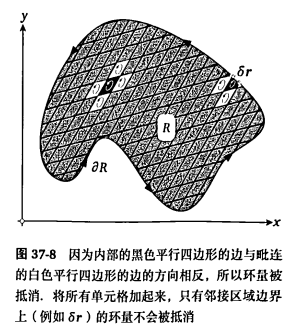 y
δr
R
∂R
x
图 37-8 因为内部的黑色平行四边形的边与毗连
的白色平行四边形的边的方向相反，所以环量被
抵消．将所有单元格加起来，只有邻接区域边界
上（例如 δr）的环量不会被抵消